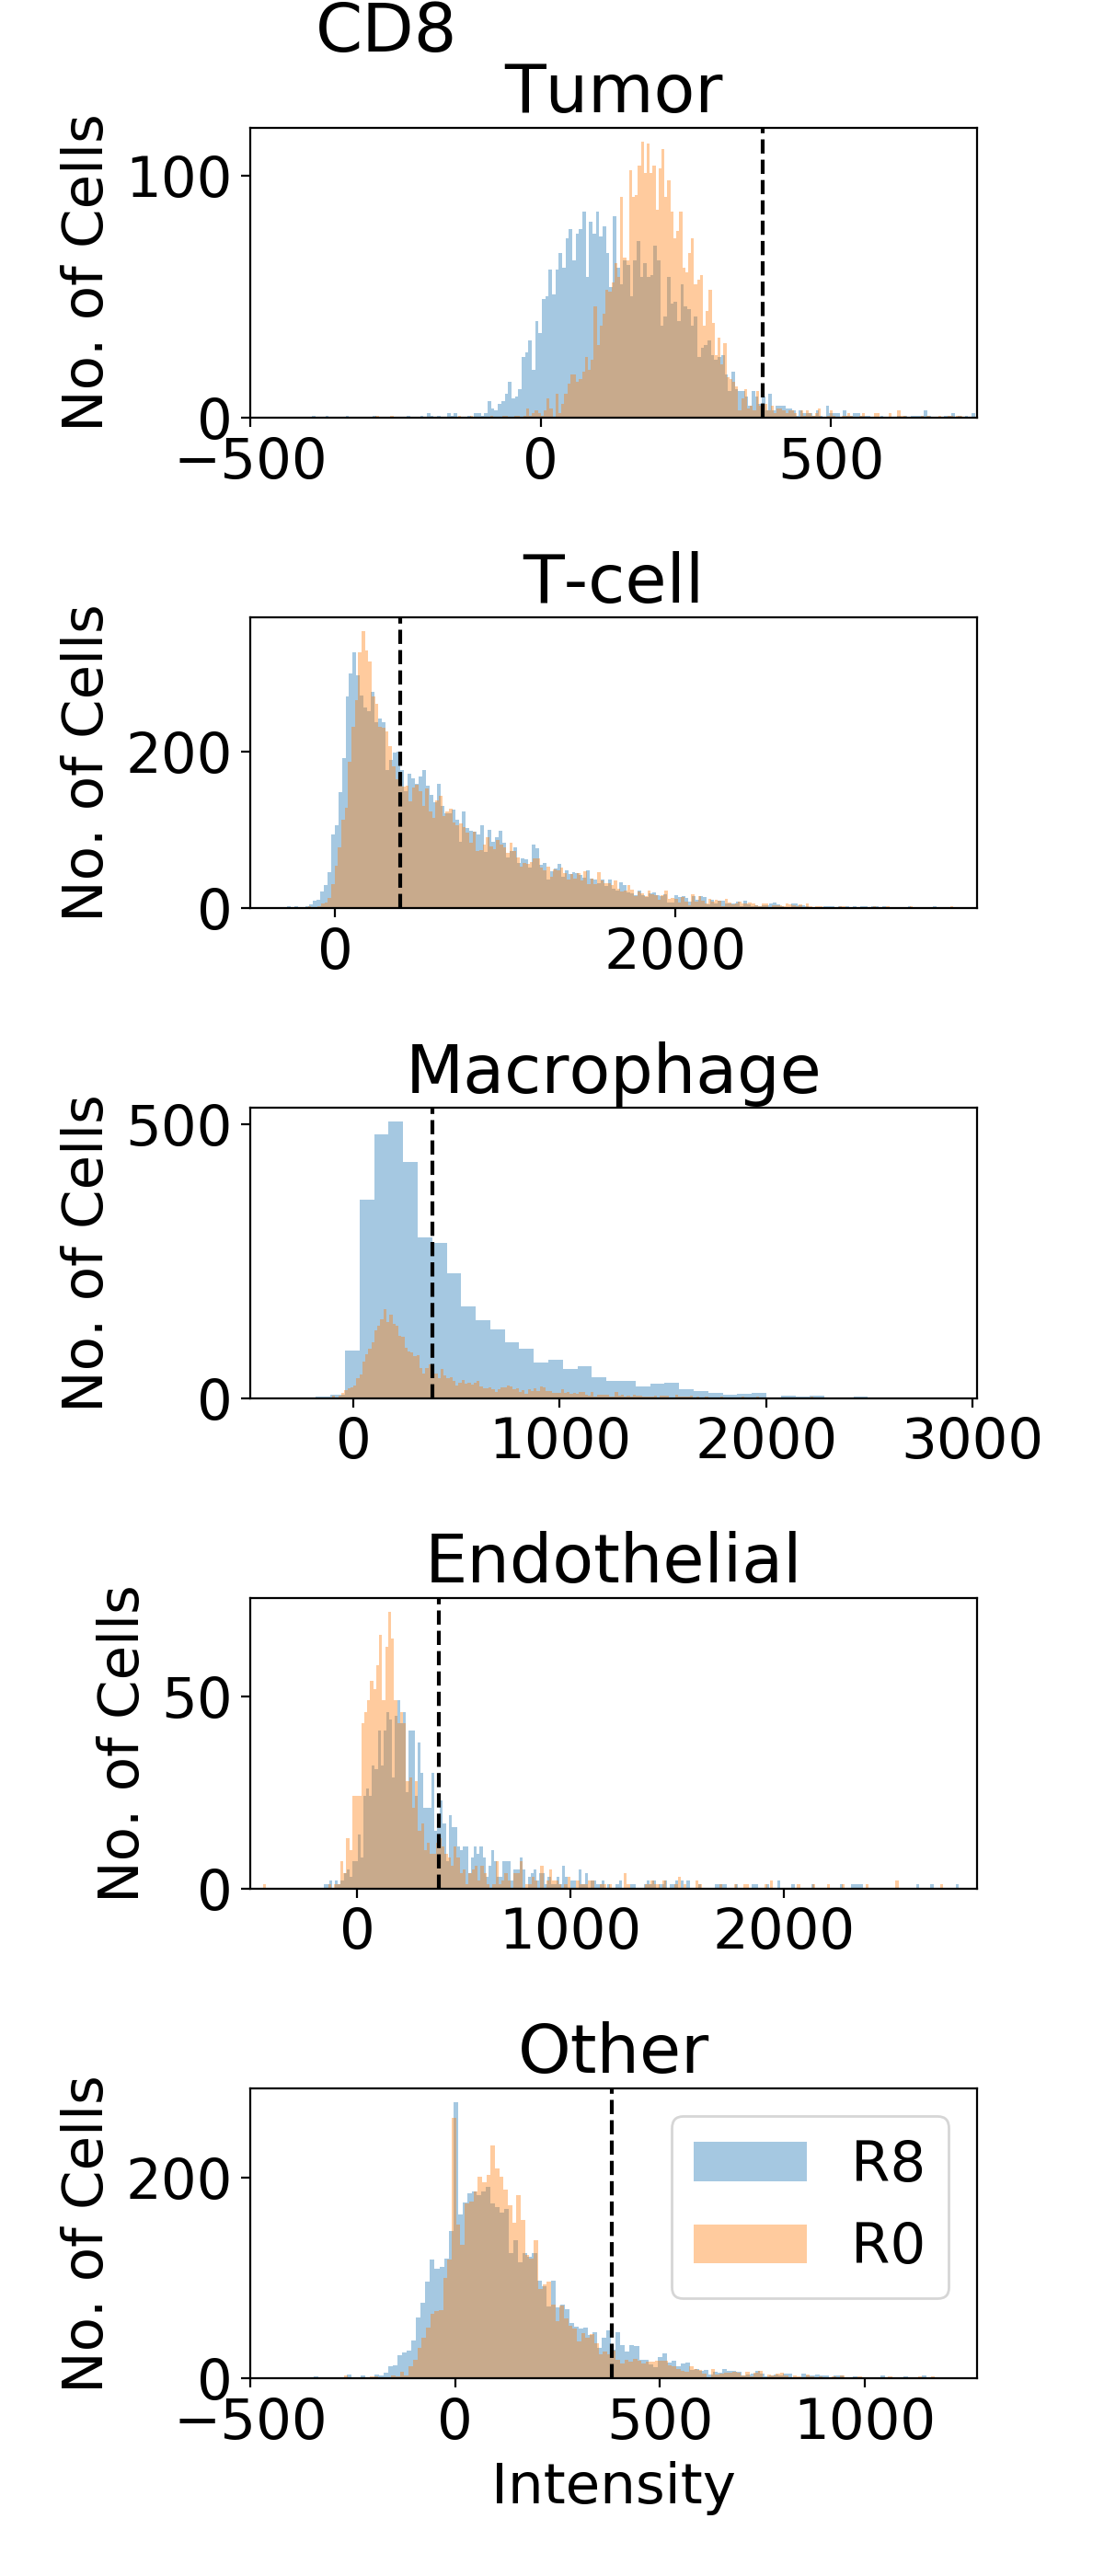 CD8
Tumor
No. of Cells
100
0
−500 0 500
T-cell
No. of Cells
200
0
0 2000
Macrophage
No. of Cells
500
0
0 1000 2000 3000
Endothelial
No. of Cells
50
0
0 1000 2000
Other
No. of Cells
200
0
R8
R0
−500 0 500 1000
Intensity